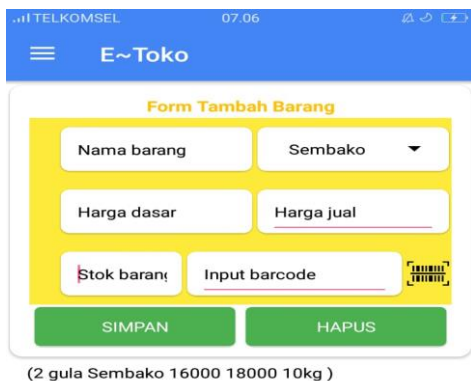 TELKOMSEL 07.06
E~Toko
Form Tambah Barang
Nama barang Sembako
Harga dasar Harga jual
Stok barang Input barcode
SIMPAN HAPUS
(2 gula Sembako 16000 18000 10kg )